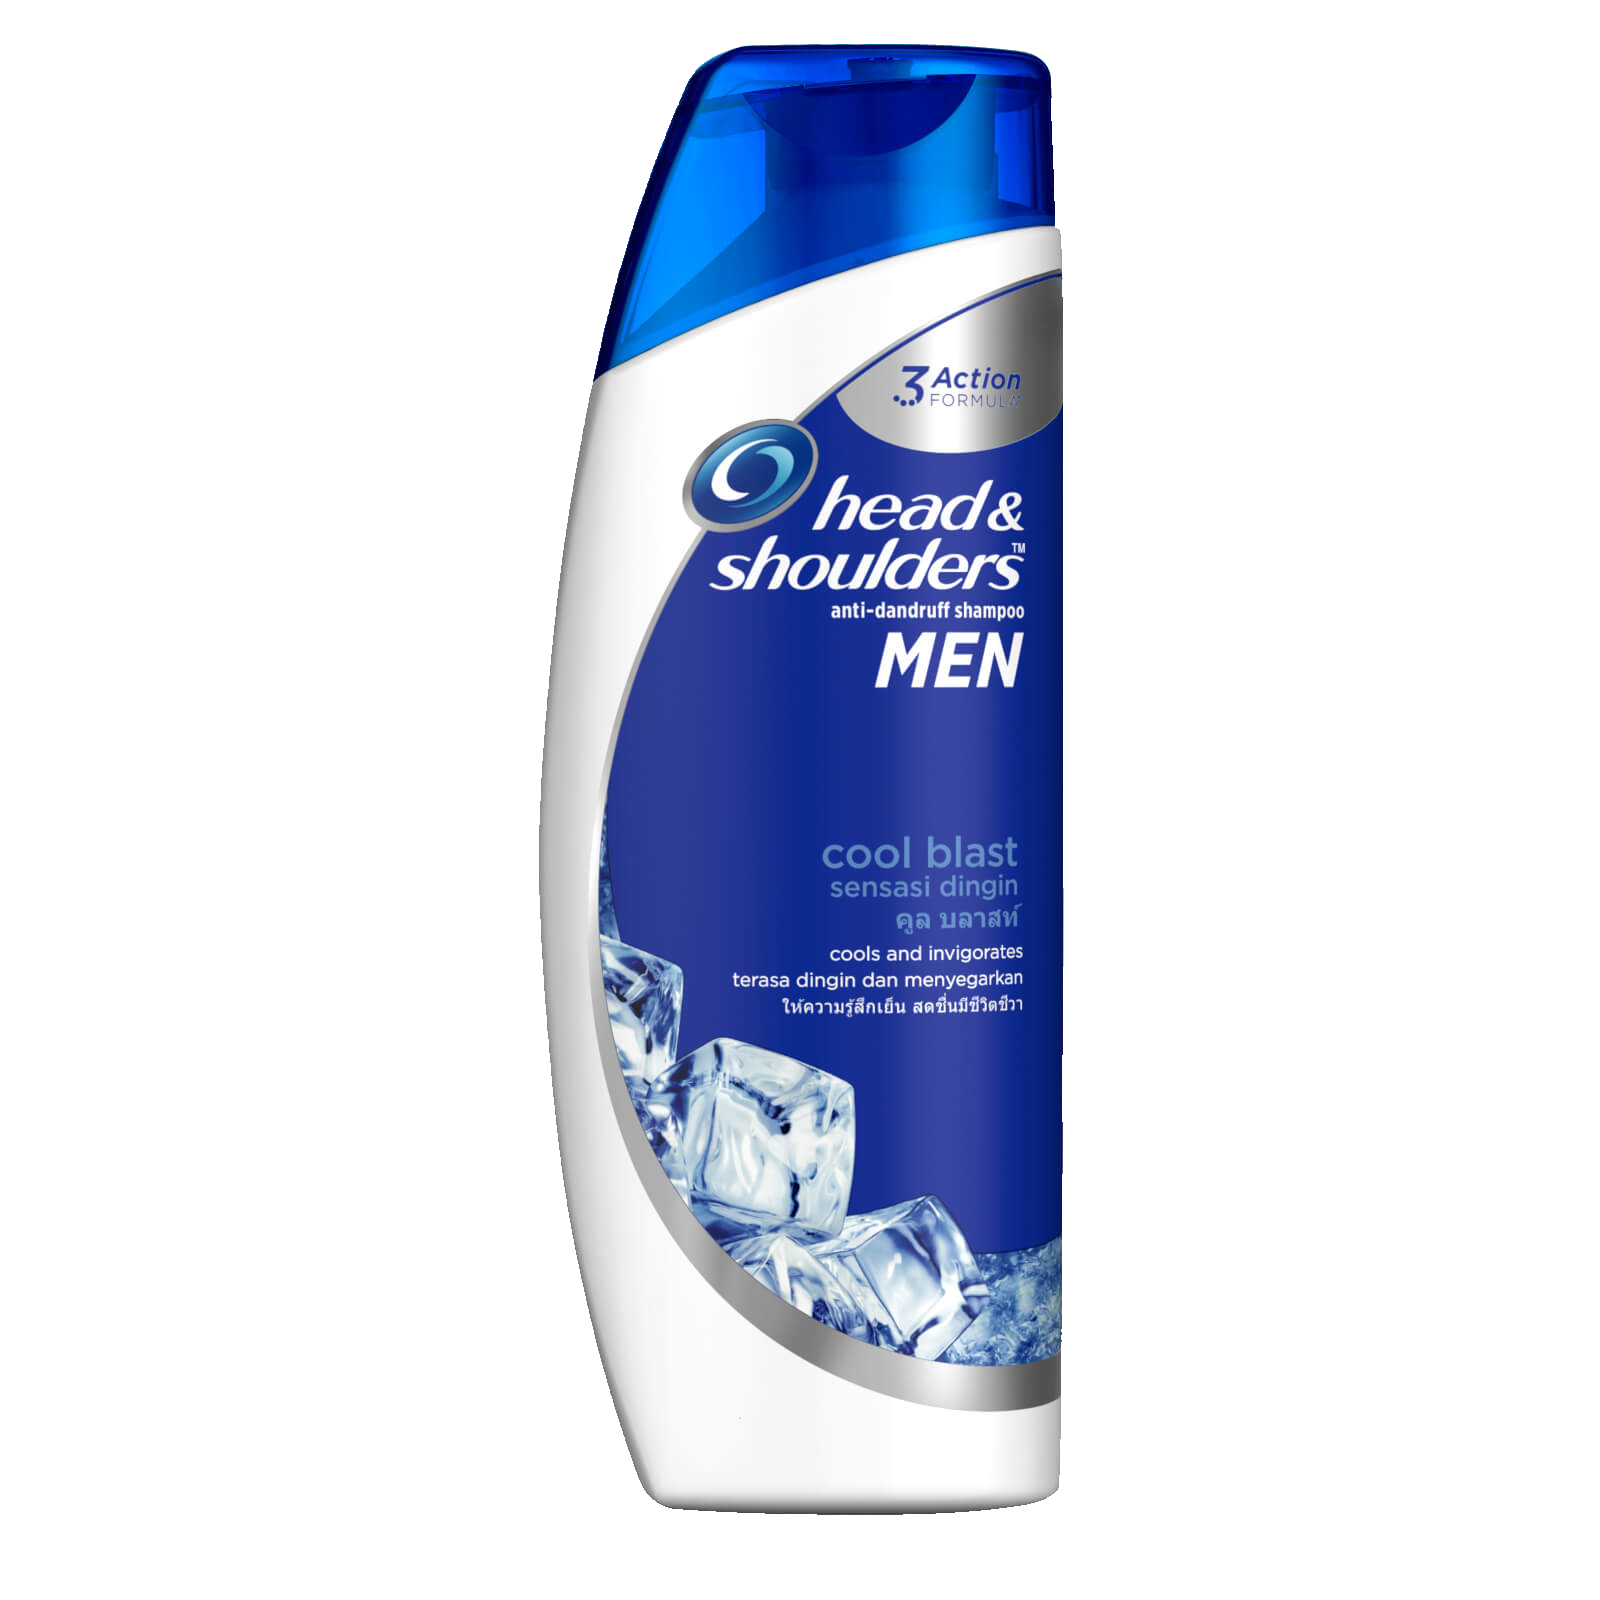 3 Action
FORMULA
head &
shoulders™
anti-dandruff shampoo
MEN
cool blast
sensasi dingin
คูล บลาสท์
cools and invigorates
terasa dingin dan menyegarkan
ให้ความรู้สึกเย็น สดชื่นมีชีวิตชีวา